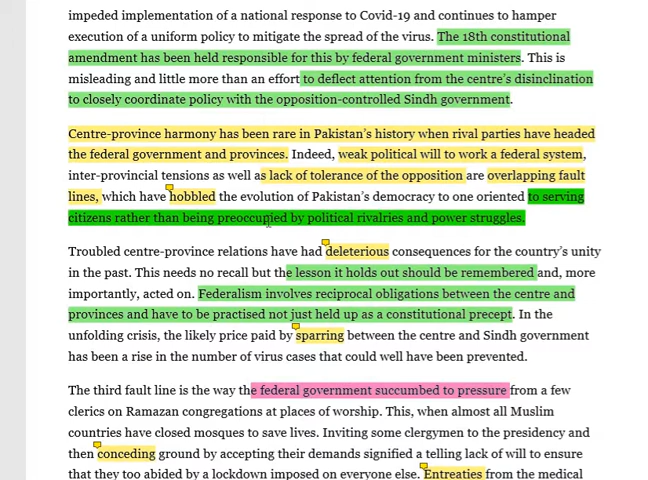 impeded implementation of a national response to Covid-19 and continues to hamper
execution of a uniform policy to mitigate the spread of the virus. The 18th constitutional
amendment has been held responsible for this by federal government ministers. This is
misleading and little more than an effort to deflect attention from the centre's disinclination
to closely coordinate policy with the opposition-controlled Sindh government.
Centre-province harmony has been rare in Pakistan's history when rival parties have headed
the federal government and provinces. Indeed, weak political will to work a federal system,
inter-provincial tensions as well as lack of tolerance of the opposition are overlapping fault
lines, which have hobbled the evolution of Pakistan's democracy to one oriented to serving
citizens rather than being preoccupied by political rivalries and power struggles.
Troubled centre-province relations have had deleterious consequences for the country's unity
in the past. This needs no recall but the lesson it holds out should be remembered and, more
importantly, acted on. Federalism involves reciprocal obligations between the centre and
provinces and have to be practised not just held up as a constitutional precept. In the
unfolding crisis, the likely price paid by sparring between the centre and Sindh government
has been a rise in the number of virus cases that could well have been prevented.
The third fault line is the way the federal government succumbed to pressure from a few
clerics on Ramazan congregations at places of worship. This, when almost all Muslim
countries have closed mosques to save lives. Inviting some clergymen to the presidency and
then conceding ground by accepting their demands signified a telling lack of will to ensure
that they too abided by a lockdown imposed on everyone else. Entreaties from the medical